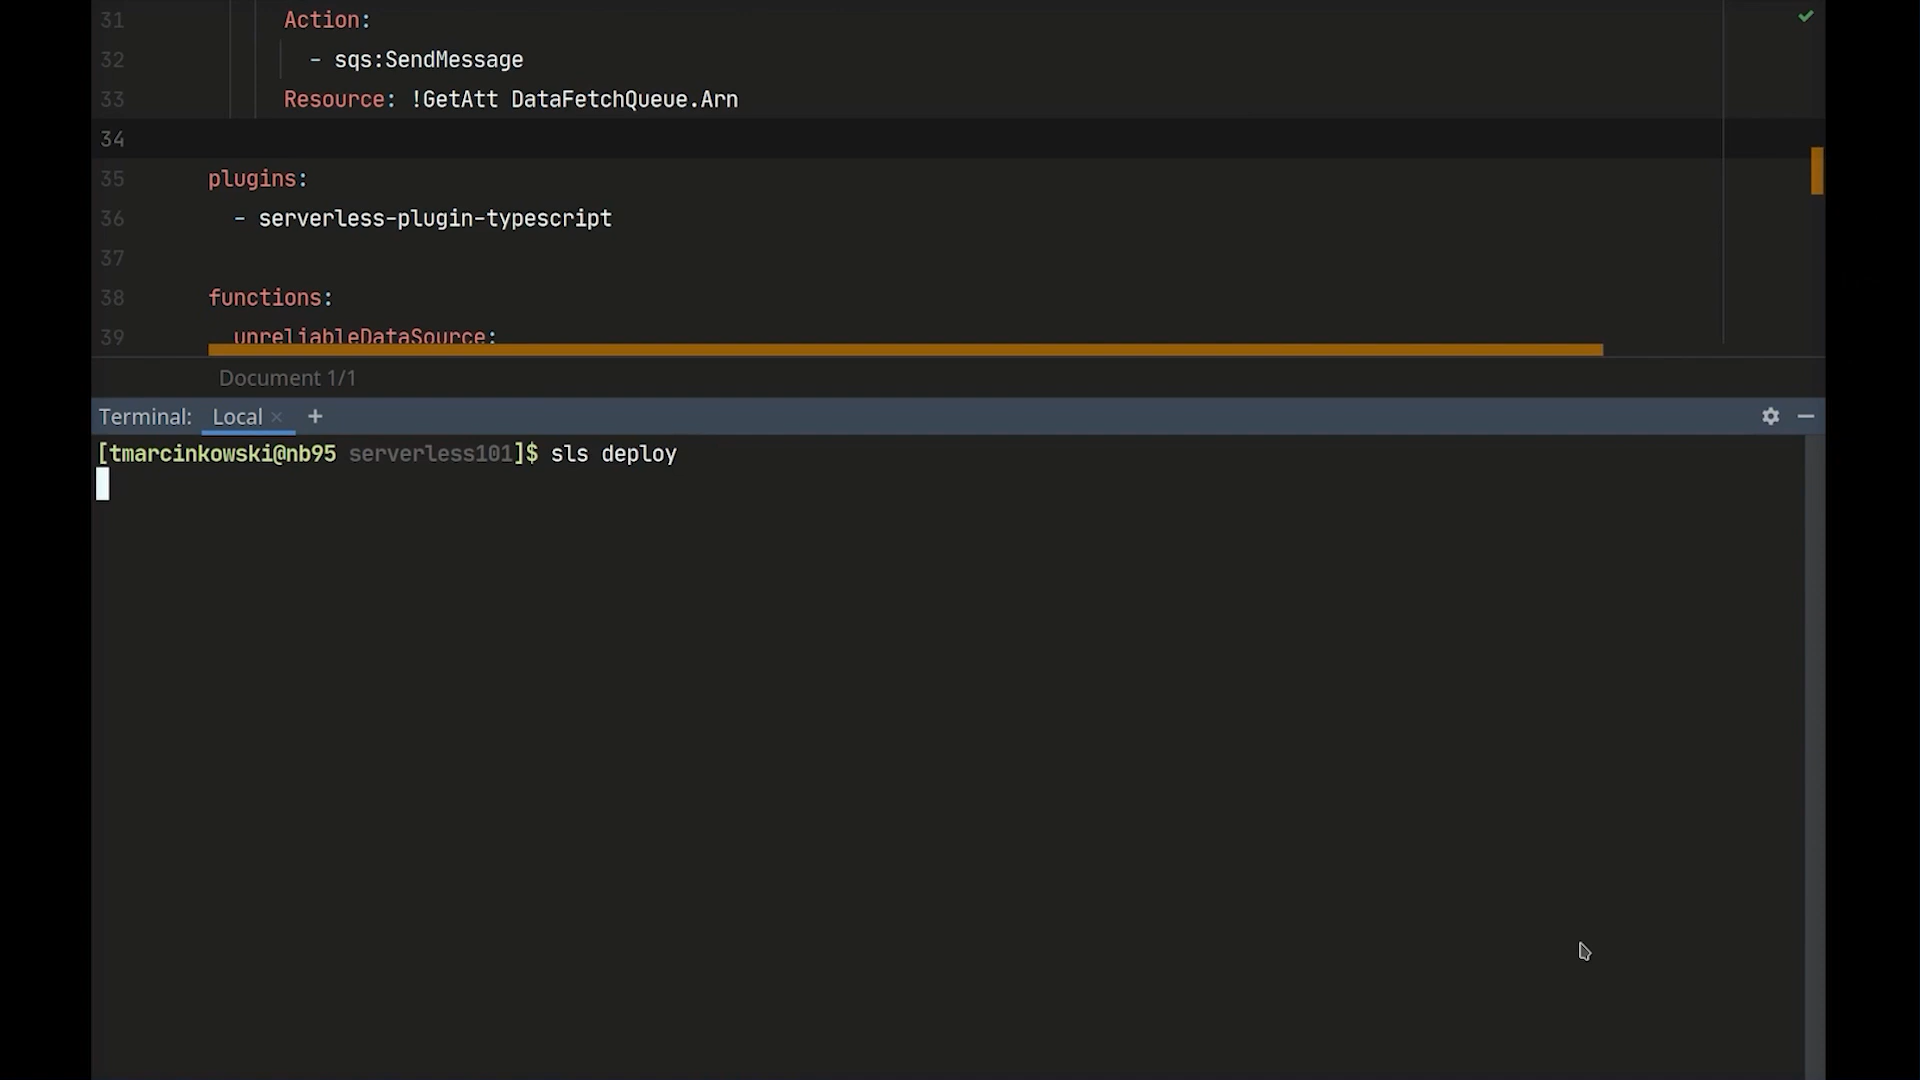 31 Action:
32 - sqs:SendMessage
33 Resource: !GetAtt DataFetchQueue.Arn
34
35 plugins:
36 - serverless-plugin-typescript
37
38 functions:
39 unreliableDataSource:
Document 1/1
Terminal: Local × +
[tmarcinkowski@nb95 serverless101]$ sls deploy